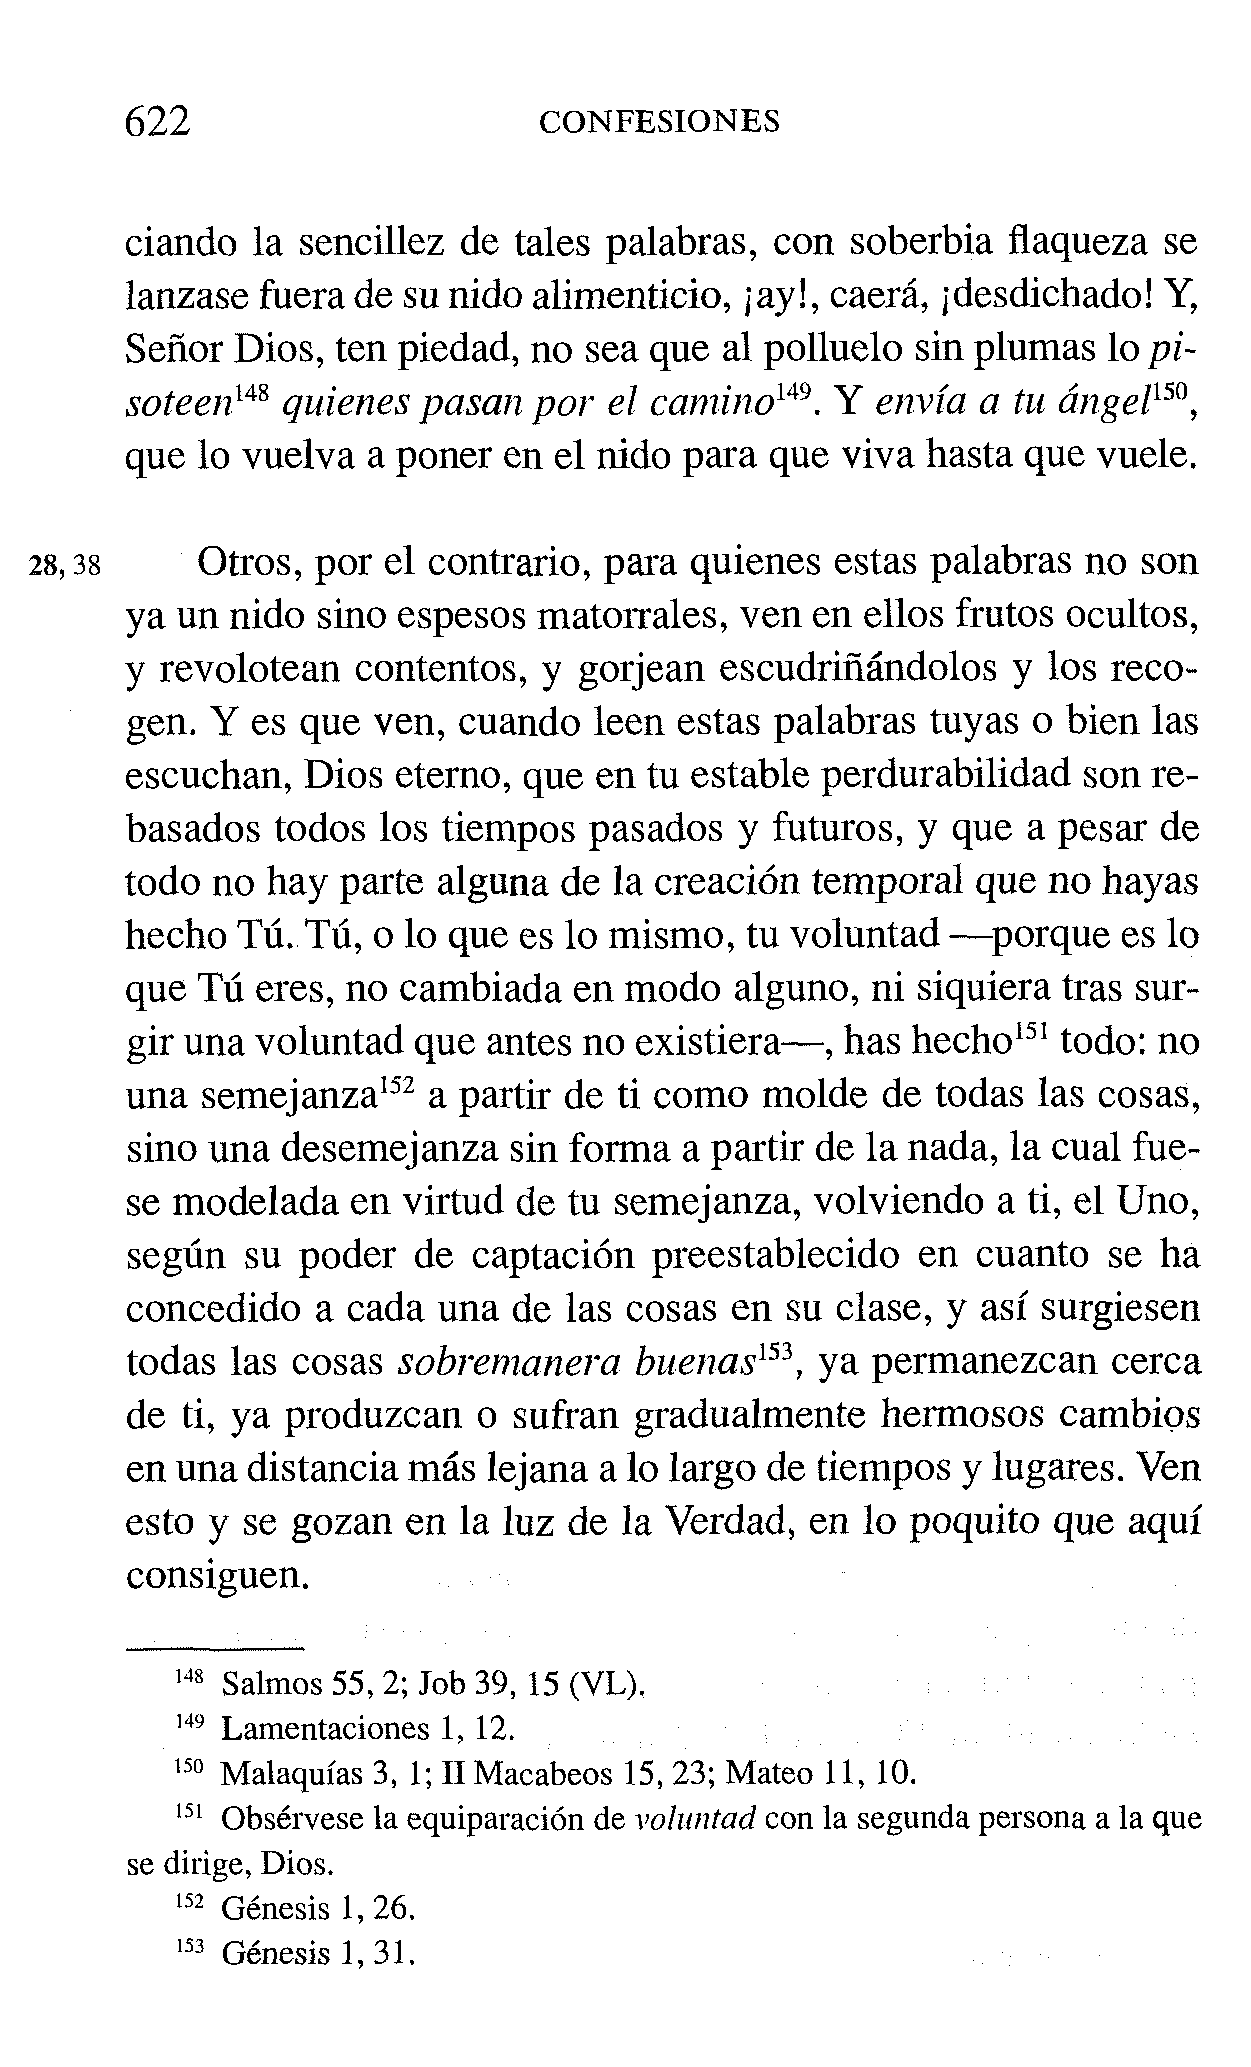 622 CONFESIONES
ciando la sencillez de tales palabras, con soberbia flaqueza se
lanzase fuera de su nido alimenticio, ¡ay!, caerá, ¡desdichado! Y,
Señor Dios, ten piedad, no sea que al polluelo sin plumas lo pi-
soteen¹⁴⁸ quienes pasan por el camino¹⁴⁹. Y envía a tu ángel¹⁵⁰,
que lo vuelva a poner en el nido para que viva hasta que vuele.
28, 38 Otros, por el contrario, para quienes estas palabras no son
ya un nido sino espesos matorrales, ven en ellos frutos ocultos,
y revolotean contentos, y gorjean escudriñándolos y los reco-
gen. Y es que ven, cuando leen estas palabras tuyas o bien las
escuchan, Dios eterno, que en tu estable perdurabilidad son re-
basados todos los tiempos pasados y futuros, y que a pesar de
todo no hay parte alguna de la creación temporal que no hayas
hecho Tú. Tú, o lo que es lo mismo, tu voluntad —porque es lo
que Tú eres, no cambiada en modo alguno, ni siquiera tras sur-
gir una voluntad que antes no existiera—, has hecho¹⁵¹ todo: no
una semejanza¹⁵² a partir de ti como molde de todas las cosas,
sino una desemejanza sin forma a partir de la nada, la cual fue-
se modelada en virtud de tu semejanza, volviendo a ti, el Uno,
según su poder de captación preestablecido en cuanto se ha
concedido a cada una de las cosas en su clase, y así surgiesen
todas las cosas sobremanera buenas¹⁵³, ya permanezcan cerca
de ti, ya produzcan o sufran gradualmente hermosos cambios
en una distancia más lejana a lo largo de tiempos y lugares. Ven
esto y se gozan en la luz de la Verdad, en lo poquito que aquí
consiguen.
¹⁴⁸ Salmos 55, 2; Job 39, 15 (VL).
¹⁴⁹ Lamentaciones 1, 12.
¹⁵⁰ Malaquías 3, 1; II Macabeos 15, 23; Mateo 11, 10.
¹⁵¹ Obsérvese la equiparación de voluntad con la segunda persona a la que
se dirige, Dios.
¹⁵² Génesis 1, 26.
¹⁵³ Génesis 1, 31.